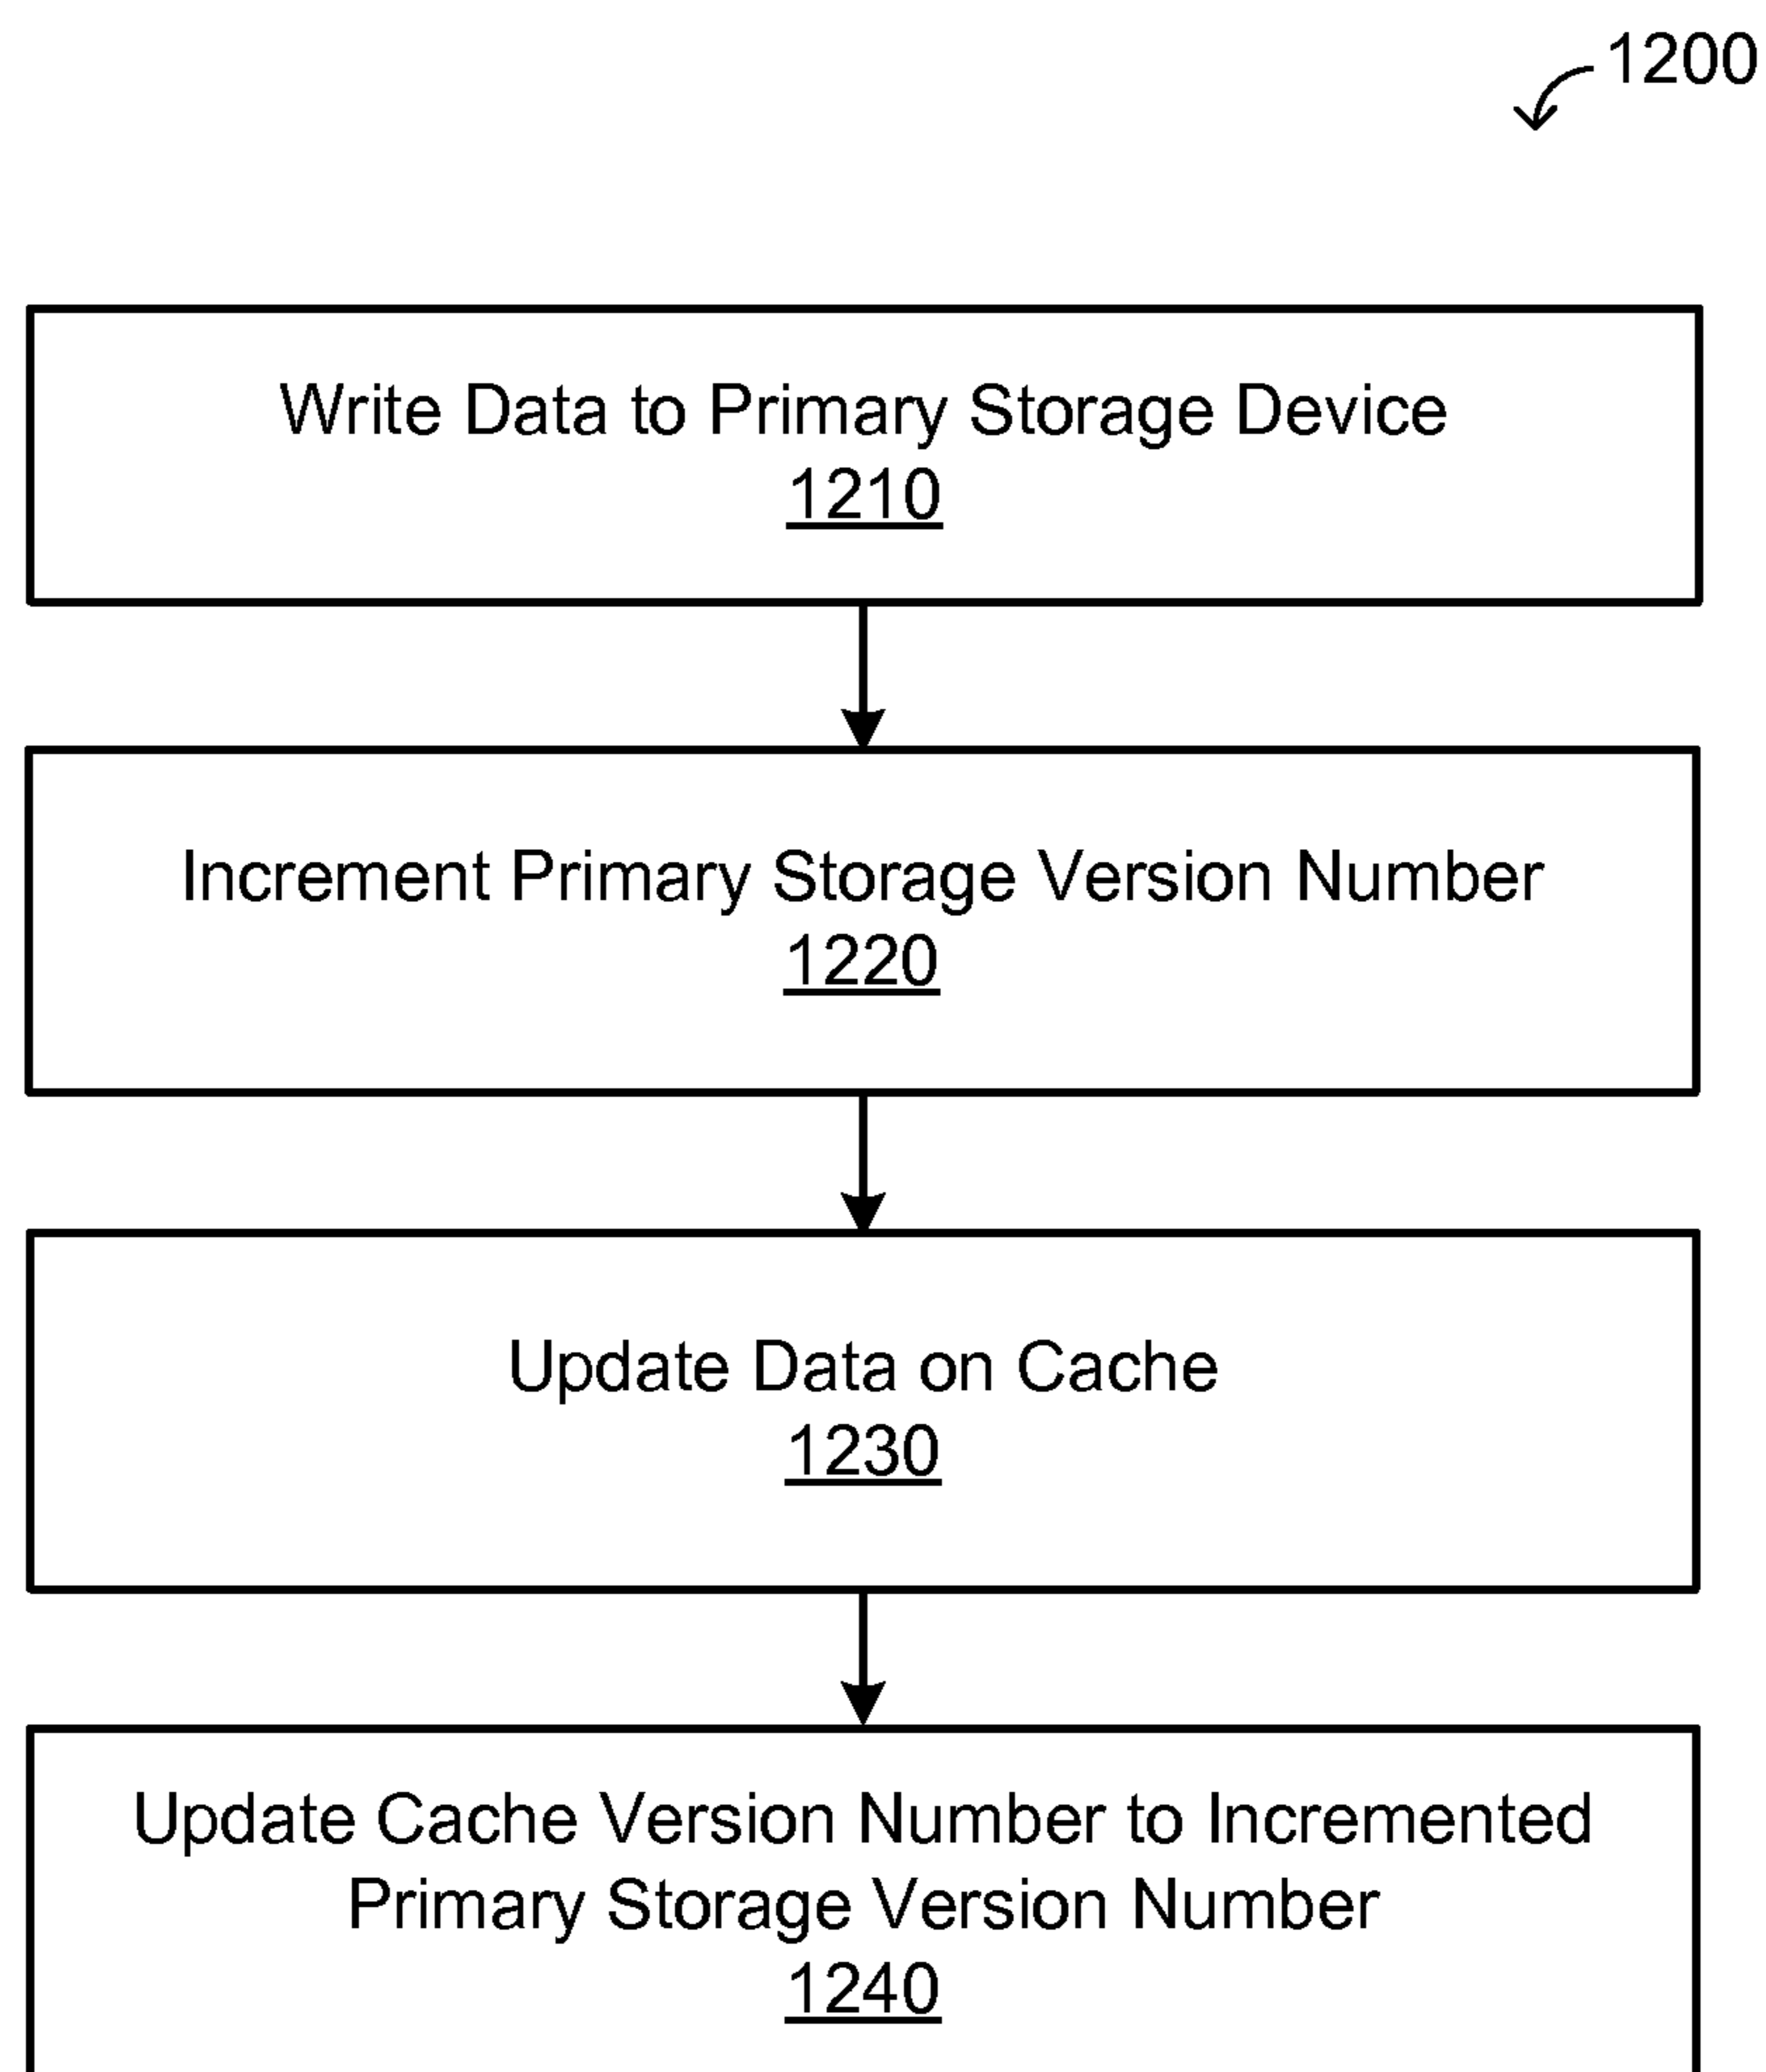 1200
Write Data to Primary Storage Device
1210
Increment Primary Storage Version Number
1220
Update Data on Cache
1230
Update Cache Version Number to Incremented
Primary Storage Version Number
1240